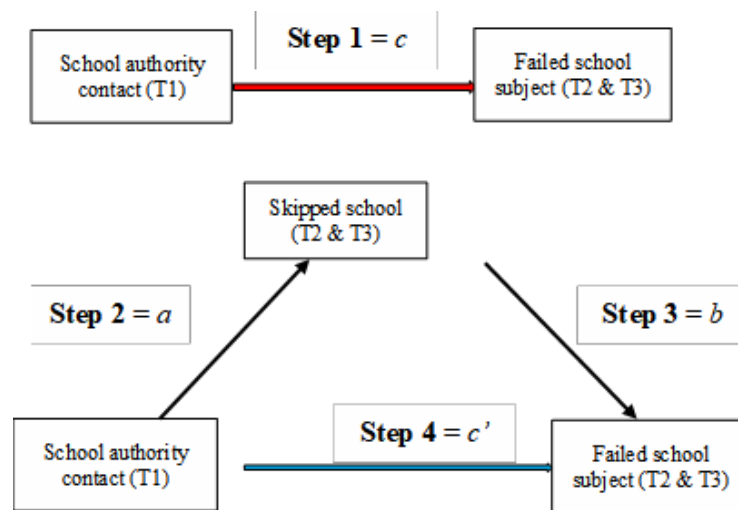 Step 1 = c
School authority
contact (T1)
Failed school
subject (T2 & T3)
Skipped school
(T2 & T3)
Step 2 = a
Step 3 = b
School authority
contact (T1)
Step 4 = c’
Failed school
subject (T2 & T3)